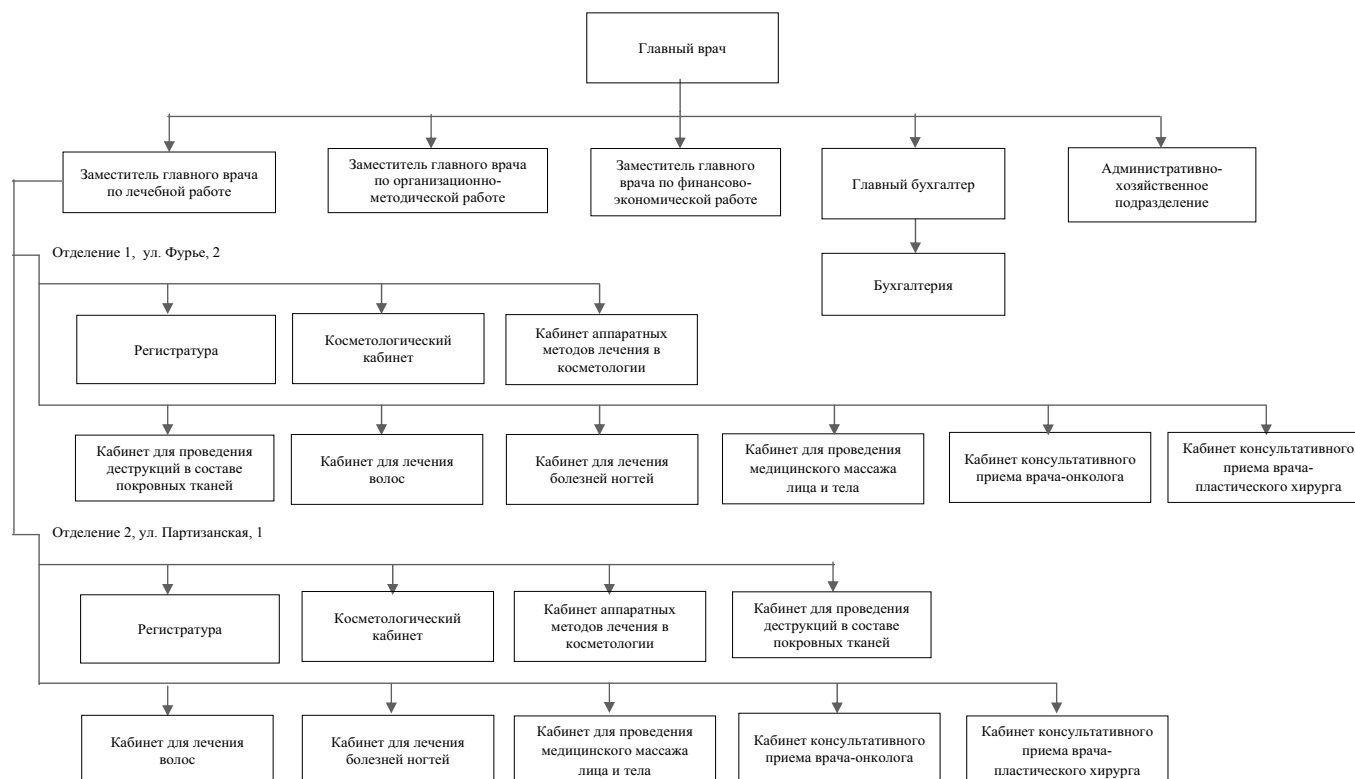 Главный врач
Заместитель главного врача
по лечебной работе
Заместитель главного врача
по организационно-
методической работе
Заместитель главного
врача по финансово-
экономической работе
Главный бухгалтер
Административно-
хозяйственное
подразделение
Отделение 1, ул. Фурье, 2
Бухгалтерия
Регистратура
Косметологический
кабинет
Кабинет аппаратных
методов лечения в
косметологии
Кабинет для проведения
деструкций в составе
покровных тканей
Кабинет для лечения
волос
Кабинет для лечения
болезней ногтей
Кабинет для проведения
медицинского массажа
лица и тела
Кабинет консультативного
приема врача-онколога
Кабинет консультативного
приема врача-
пластического хирурга
Отделение 2, ул. Партизанская, 1
Регистратура
Косметологический
кабинет
Кабинет аппаратных
методов лечения в
косметологии
Кабинет для проведения
деструкций в составе
покровных тканей
Кабинет для лечения
волос
Кабинет для лечения
болезней ногтей
Кабинет для проведения
медицинского массажа
лица и тела
Кабинет консультативного
приема врача-онколога
Кабинет консультативного
приема врача-
пластического хирурга